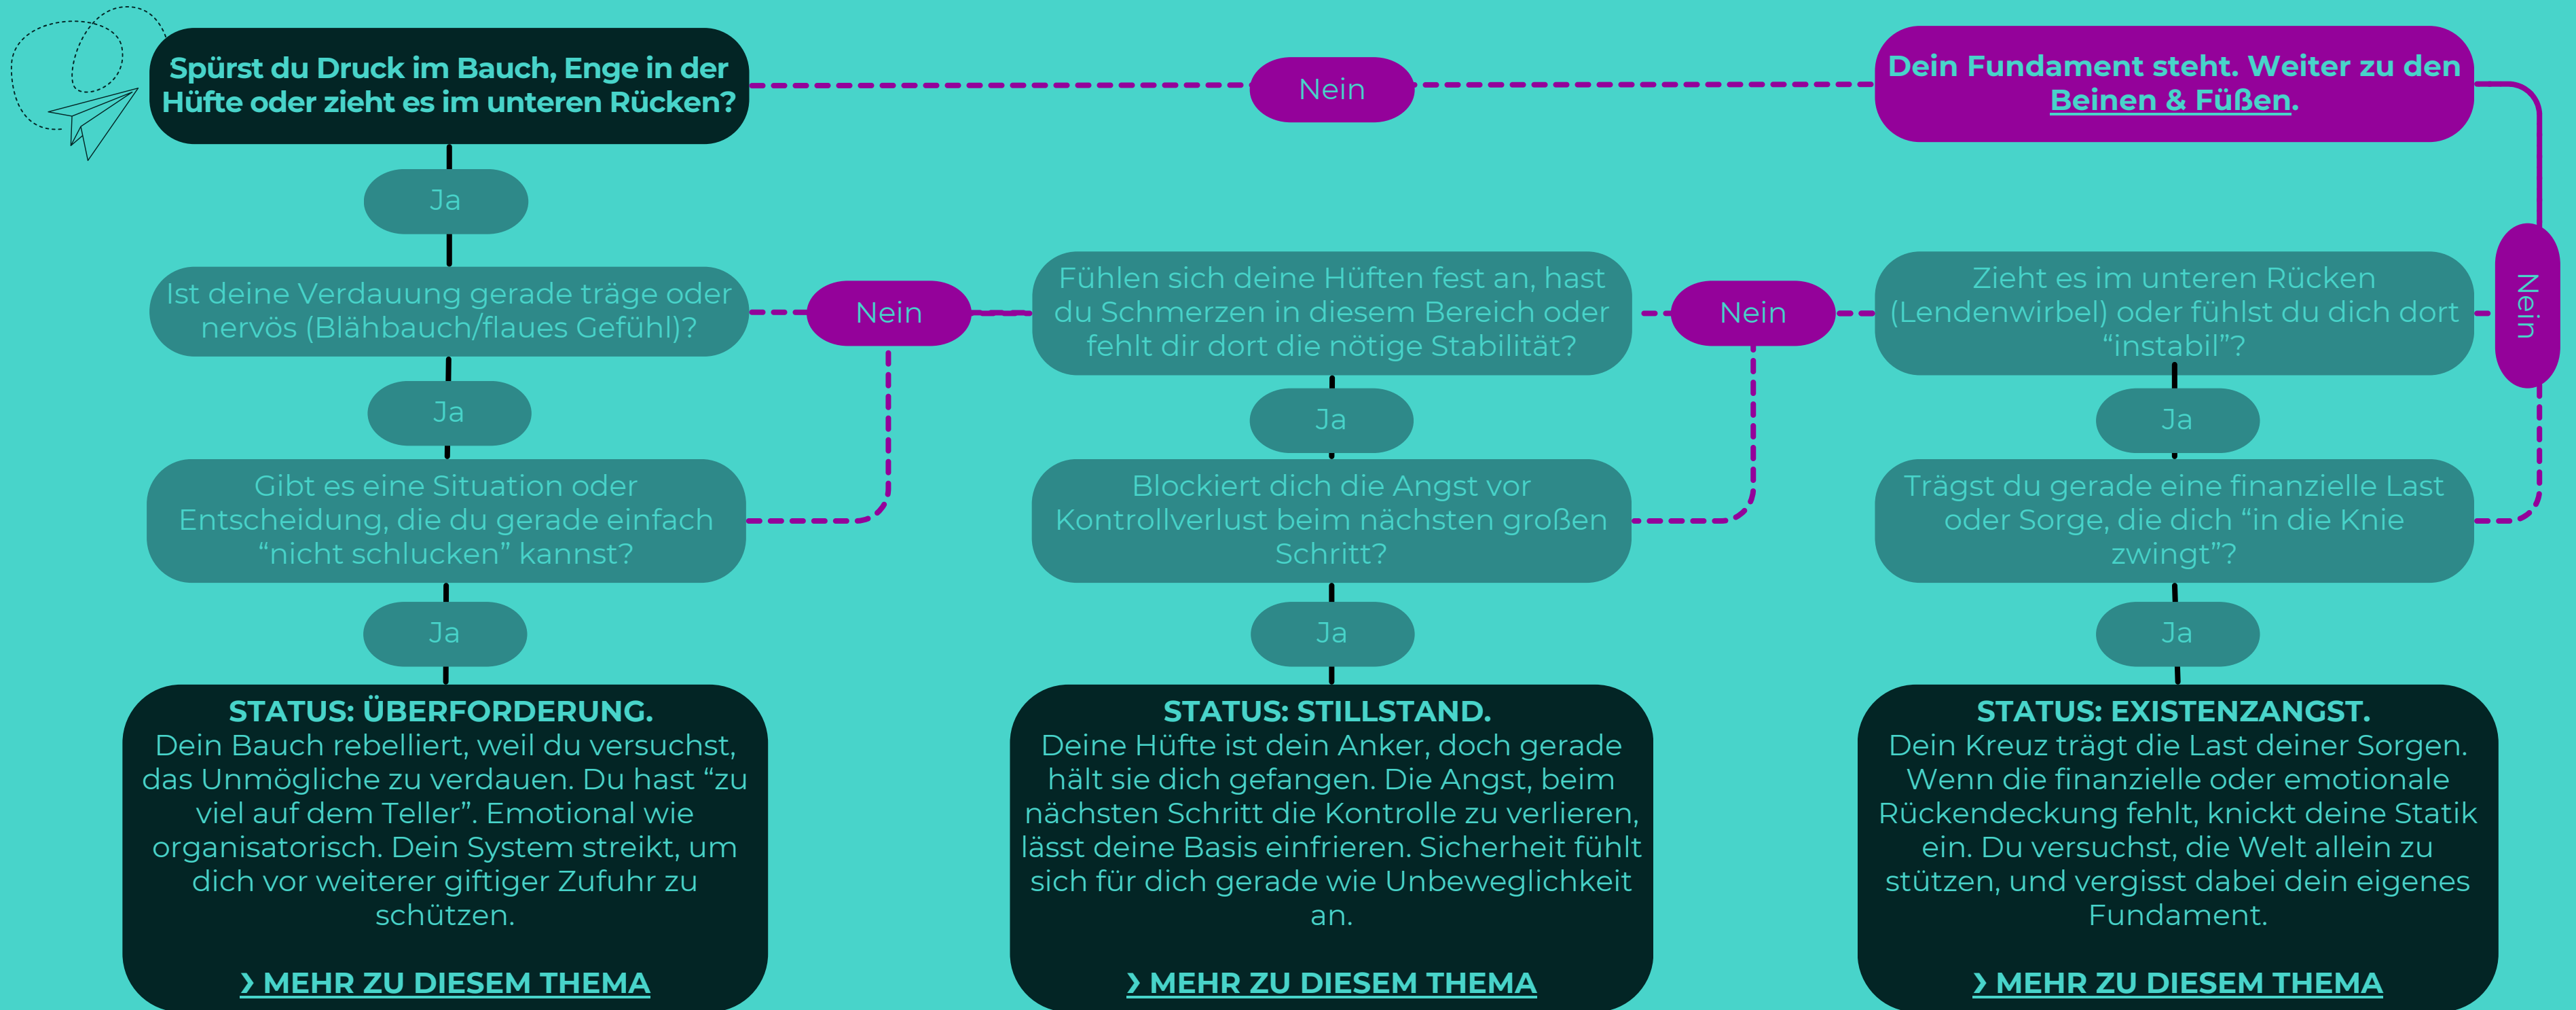 Spürst du Druck im Bauch, Enge in der
Hüfte oder zieht es im unteren Rücken?
Nein
Dein Fundament steht. Weiter zu den
Beinen & Füßen.
Ja
Ist deine Verdauung gerade träge oder
nervös (Blähbauch/flaues Gefühl)?
Nein
Fühlen sich deine Hüften fest an, hast
du Schmerzen in diesem Bereich oder
fehlt dir dort die nötige Stabilität?
Nein
Zieht es im unteren Rücken
(Lendenwirbel) oder fühlst du dich dort
“instabil”?
Nein
Ja
Ja
Ja
Gibt es eine Situation oder
Entscheidung, die du gerade einfach
“nicht schlucken” kannst?
Blockiert dich die Angst vor
Kontrollverlust beim nächsten großen
Schritt?
Trägst du gerade eine finanzielle Last
oder Sorge, die dich “in die Knie
zwingt”?
Ja
Ja
Ja
STATUS: ÜBERFORDERUNG.
Dein Bauch rebelliert, weil du versuchst,
das Unmögliche zu verdauen. Du hast “zu
viel auf dem Teller”. Emotional wie
organisatorisch. Dein System streikt, um
dich vor weiterer giftiger Zufuhr zu
schützen.
❯ MEHR ZU DIESEM THEMA
STATUS: STILLSTAND.
Deine Hüfte ist dein Anker, doch gerade
hält sie dich gefangen. Die Angst, beim
nächsten Schritt die Kontrolle zu verlieren,
lässt deine Basis einfrieren. Sicherheit fühlt
sich für dich gerade wie Unbeweglichkeit
an.
❯ MEHR ZU DIESEM THEMA
STATUS: EXISTENZANGST.
Dein Kreuz trägt die Last deiner Sorgen.
Wenn die finanzielle oder emotionale
Rückendeckung fehlt, knickt deine Statik
ein. Du versuchst, die Welt allein zu
stützen, und vergisst dabei dein eigenes
Fundament.
❯ MEHR ZU DIESEM THEMA